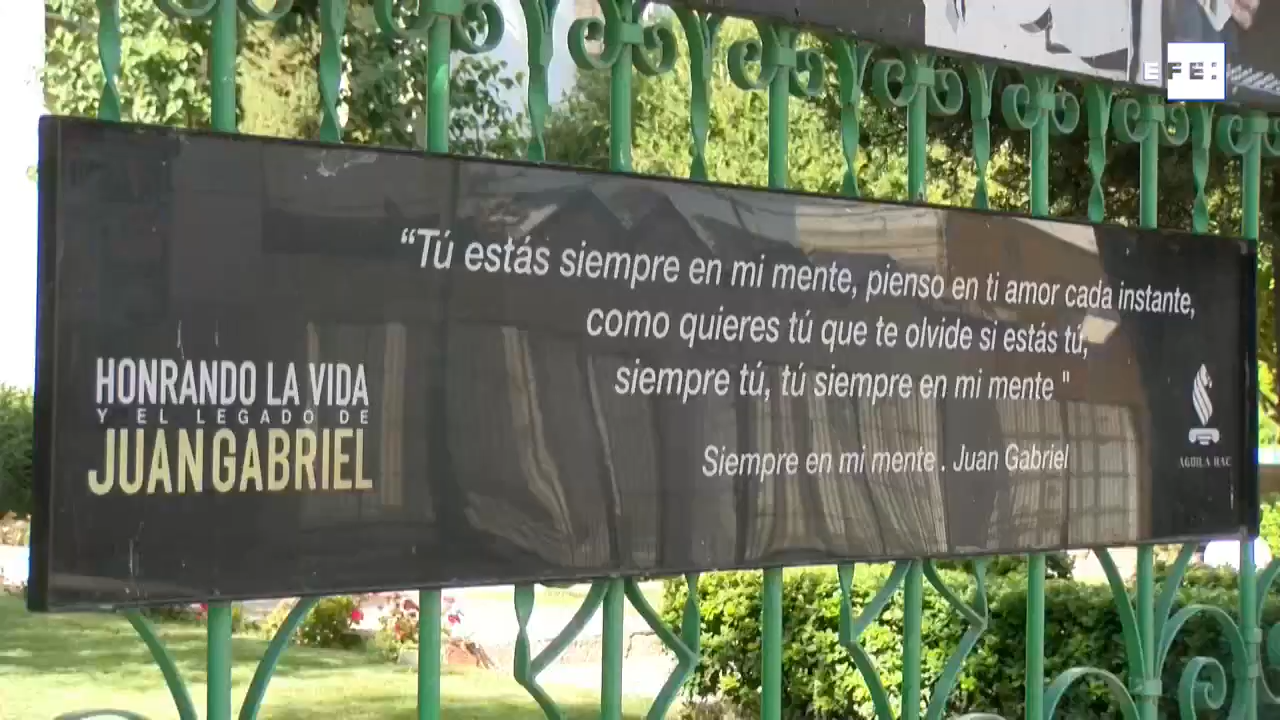 EFE:
“Tú estás siempre en mi mente, pienso en ti amor cada instante,
como quieres tú que te olvide si estás tú,
siempre tú, tú siempre en mi mente "
Siempre en mi mente . Juan Gabriel
HONRANDO LA VIDA
Y EL LEGADO DE
JUAN GABRIEL
AGUILA RAC